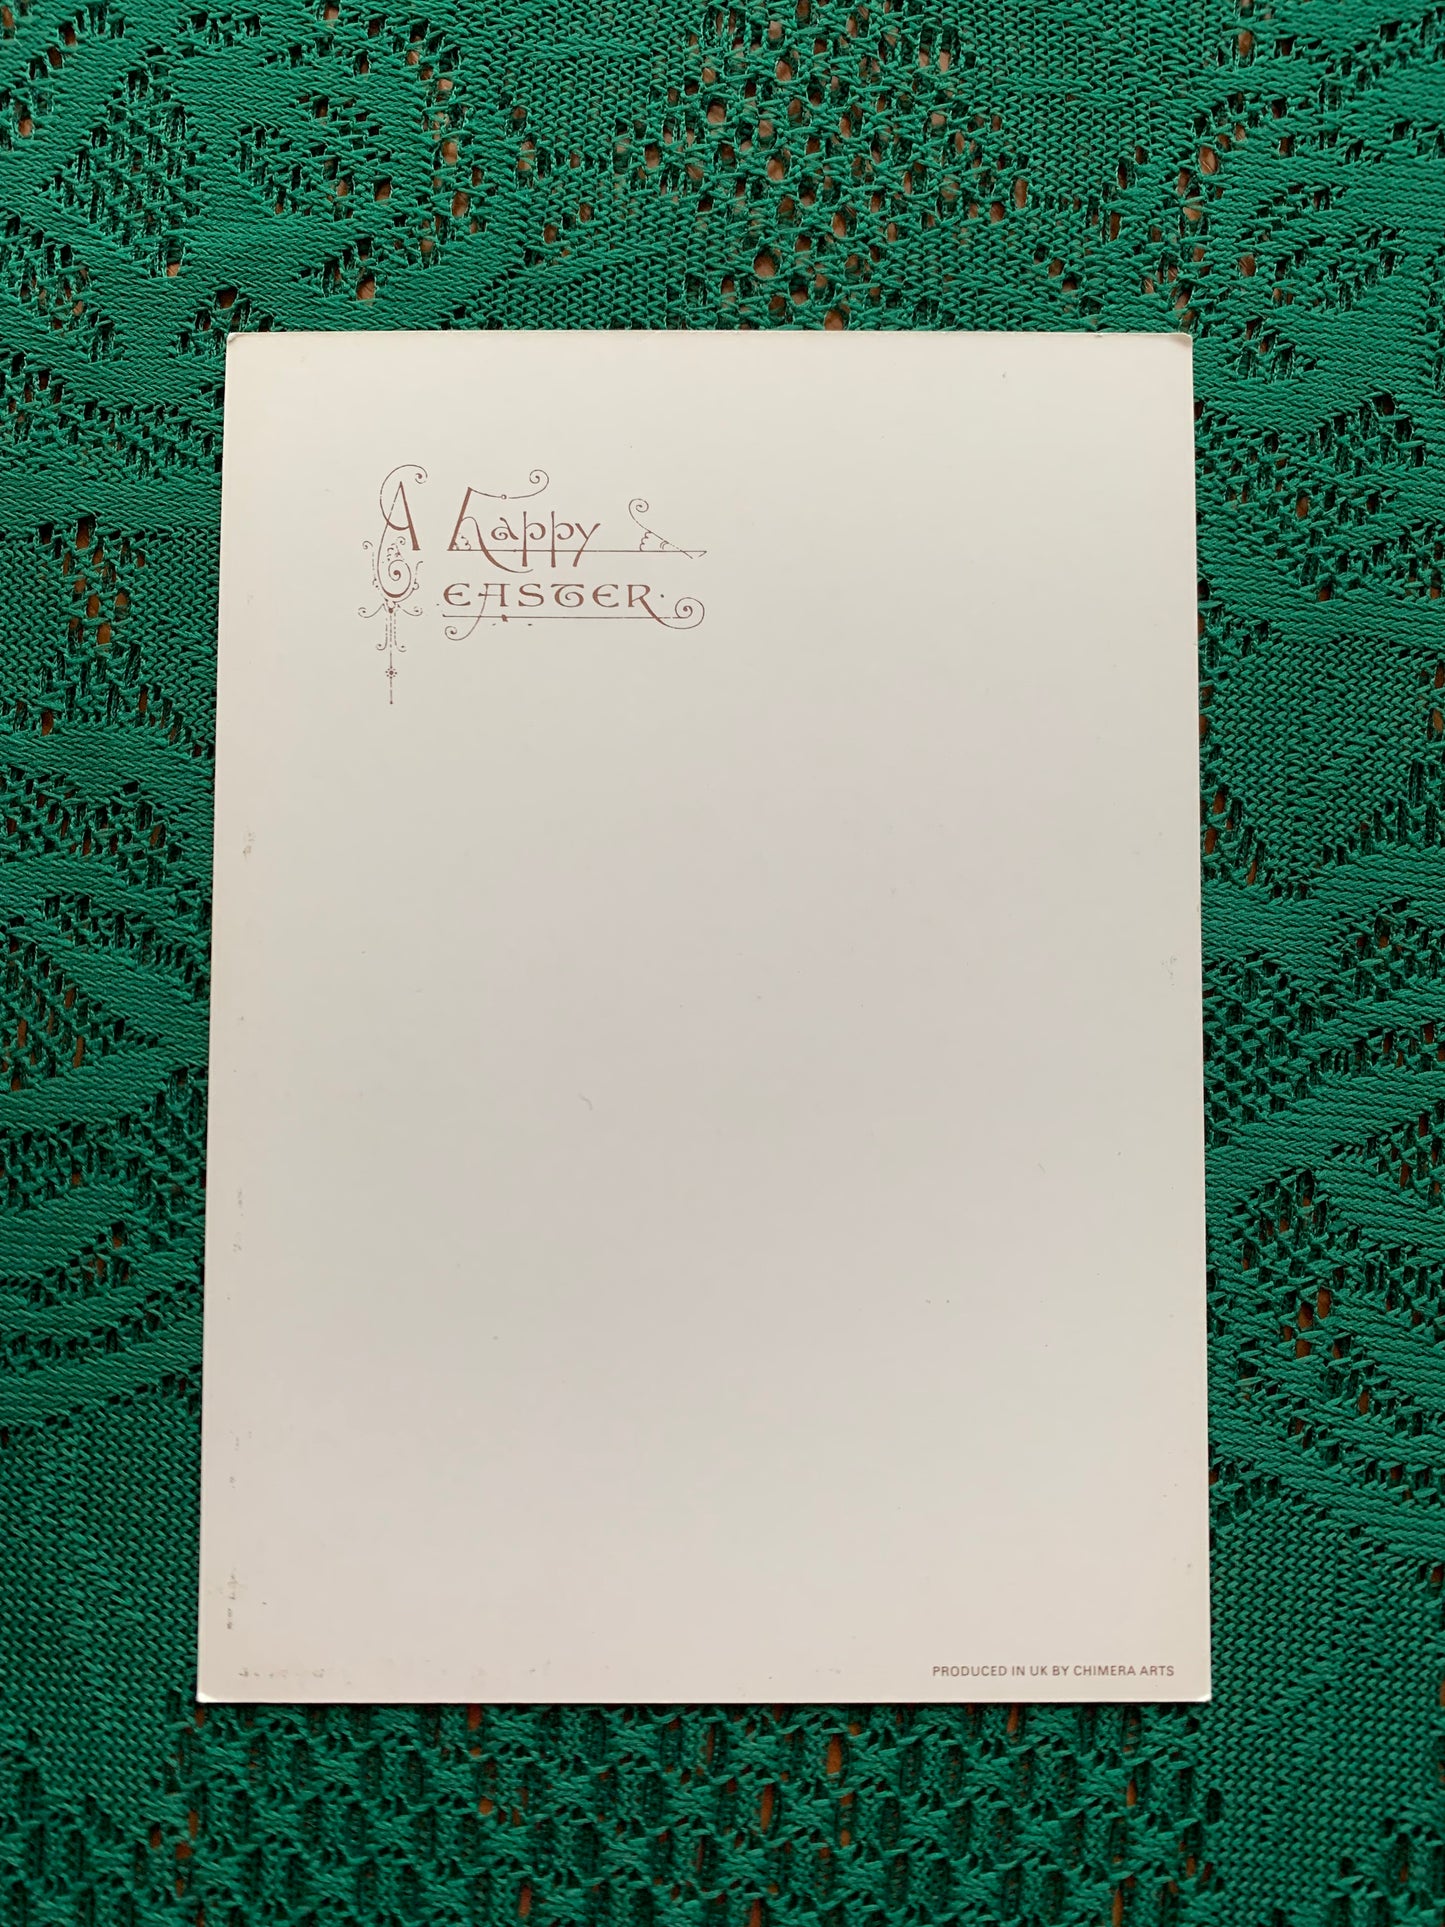 A happy
EASTER.
PRODUCED IN UK BY CHIMERA ARTS